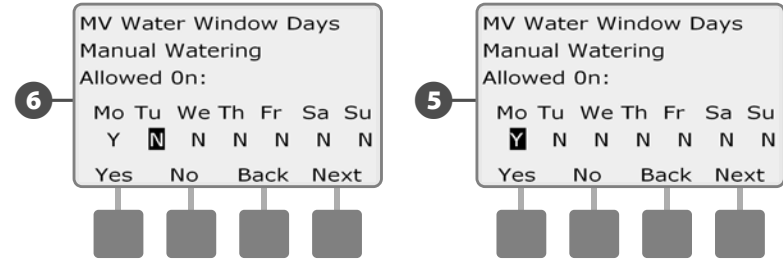 6
MV Water Window Days
Manual Watering
Allowed 0n:
Mo Tu We Th Fr Sa Su
Y N N N N N N
Yes No Back Next
5
MV Water Window Days
Manual Watering
Allowed 0n:
Mo Tu We Th Fr Sa Su
Y N N N N N N
Yes No Back Next